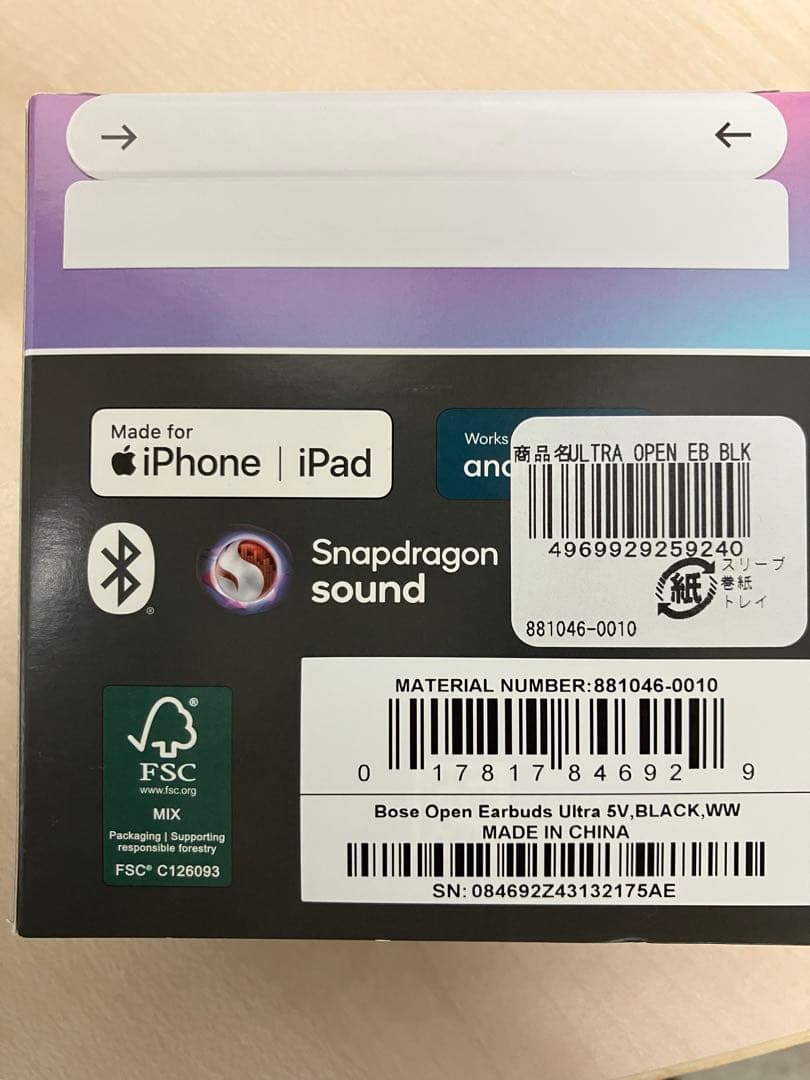 Made for
iPhone | iPad
Works
商品名ULTRA OPEN EB BLK
4969929259240
紙
スリーブ
巻紙
トレイ
881046-0010
Snapdragon
sound
MATERIAL NUMBER:881046-0010
0 17817 84692 9
Bose Open Earbuds Ultra 5V,BLACK,WW
MADE IN CHINA
SN: 084692Z43132175AE
FSC®
www.fsc.org
MIX
Packaging | Supporting
responsible forestry
FSC® C126093